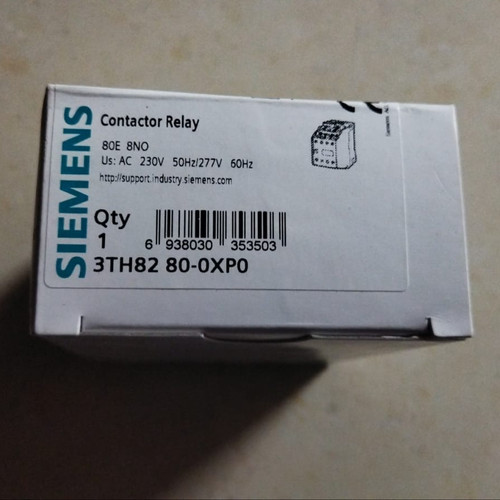 SIEMENS
Contactor Relay
80E 8NO
Us: AC 230V 50Hz/277V 60Hz
http://support.industry.siemens.com
Qty
1
6 938030 353503
3TH82 80-0XP0